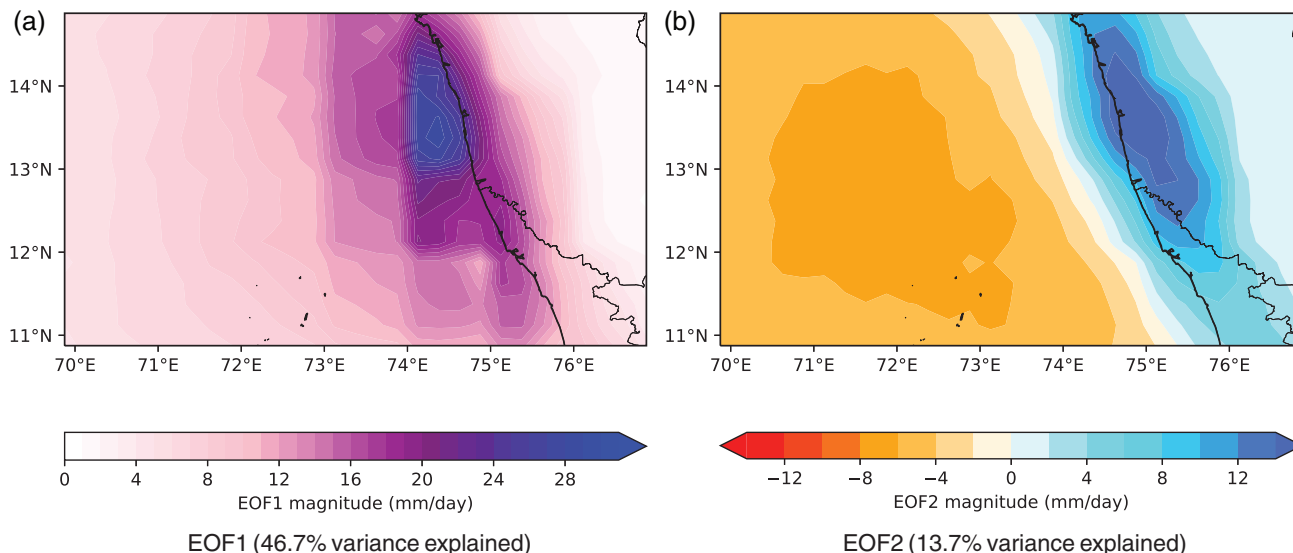 (a) (b)
14°N 14°N
13°N 13°N
12°N 12°N
11°N 11°N
70°E 71°E 72°E 73°E 74°E 75°E 76°E 70°E 71°E 72°E 73°E 74°E 75°E 76°E
0 4 8 12 16 20 24 28 −12 −8 −4 0 4 8 12
EOF1 magnitude (mm/day) EOF2 magnitude (mm/day)
EOF1 (46.7% variance explained) EOF2 (13.7% variance explained)